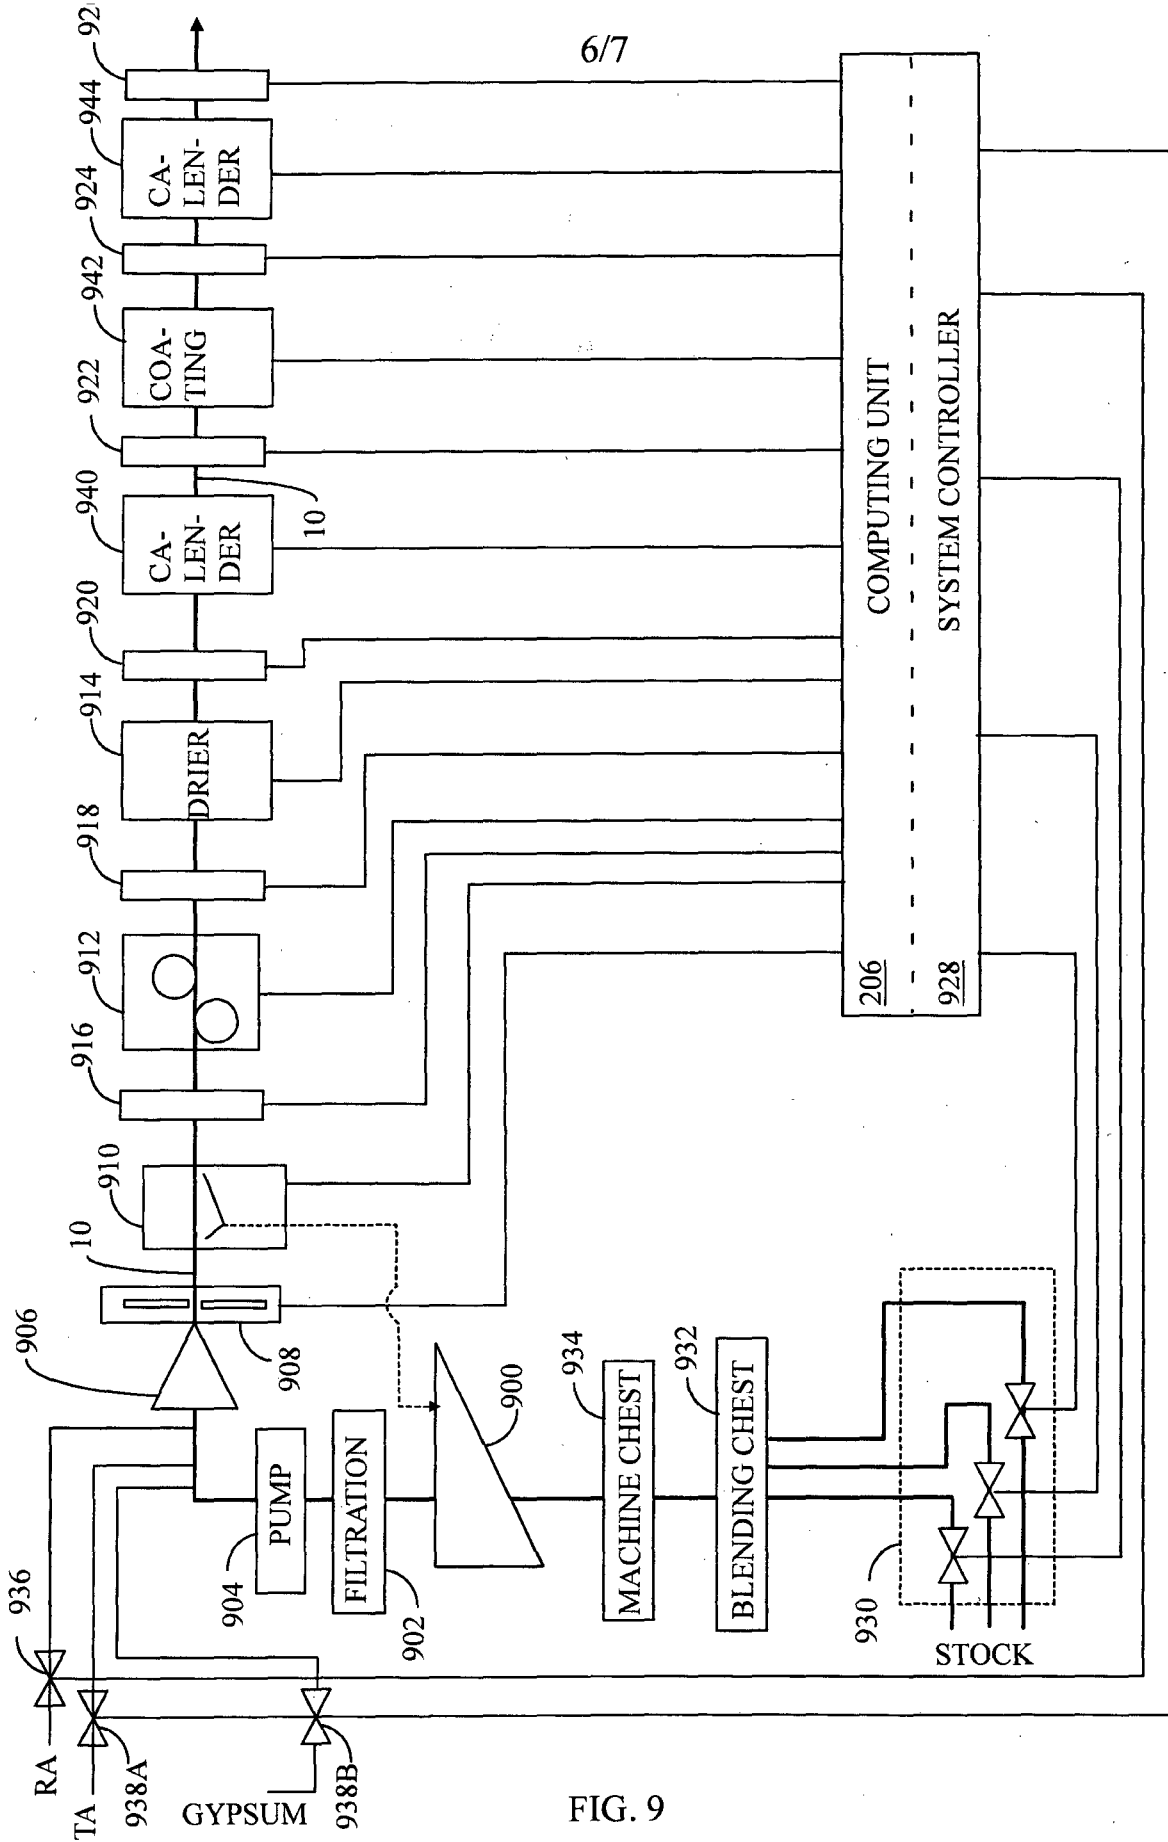 6/7
92
944
924
942
922
940
920
914
918
912
916
910
10
906
908
CA-
LEN-
DER
COA-
TING
CA-
LEN-
DER
10
DRIER
COMPUTING UNIT
206
SYSTEM CONTROLLER
928
936
RA
TA
938A
GYPSUM
938B
PUMP
904
FILTRATION
902
900
MACHINE CHEST
934
BLENDING CHEST
932
930
STOCK
FIG. 9